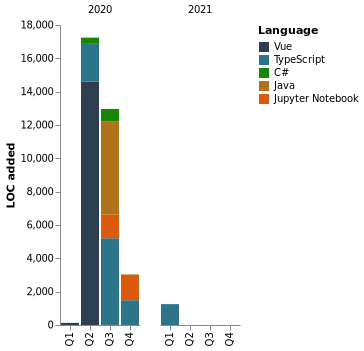 2020
2021
LOC added
18,000
16,000
14,000
12,000
10,000
8,000
6,000
4,000
2,000
0
Q1
Q2
Q3
Q4
Q1
Q2
Q3
Q4
Language
Vue
TypeScript
C#
Java
Jupyter Notebook